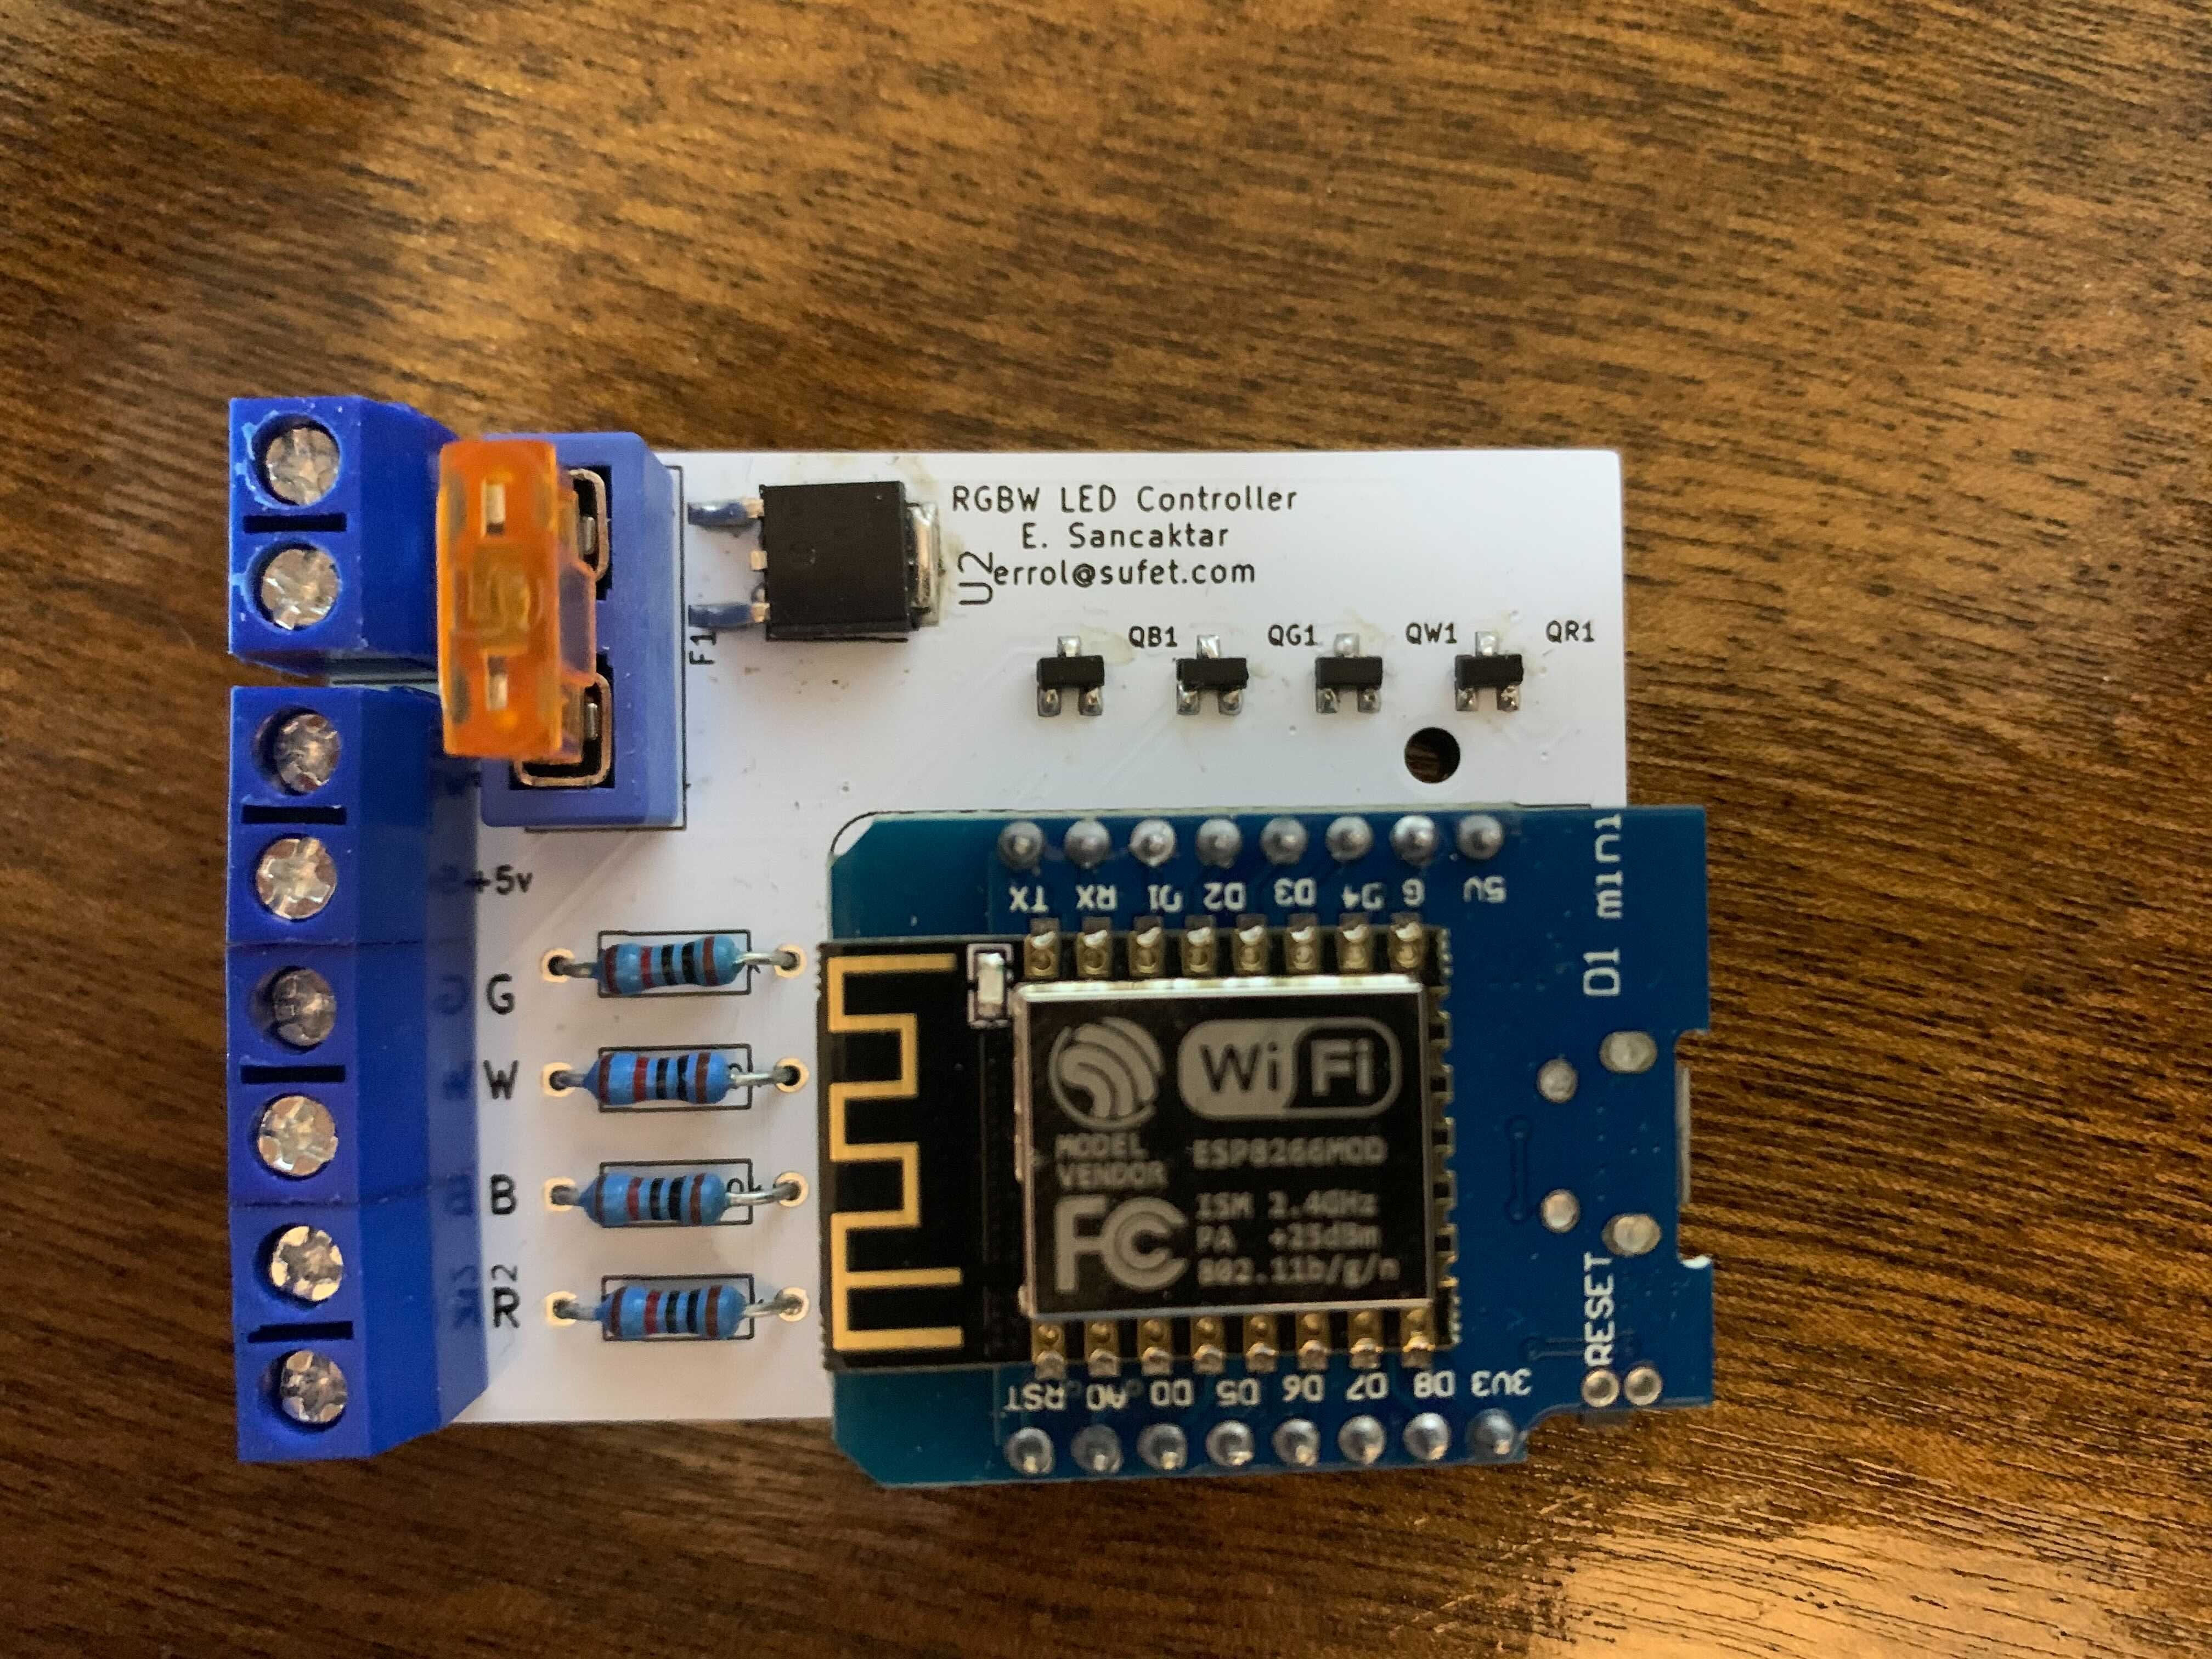 RGBW LED Controller
E. Sancaktar
errol@sufet.com
U2
F1
QB1
QG1
QW1
QR1
+5v
G
W
B
R
TX RX D1 D2 D3 D4 G 5V
D1 mini
WiFi
MODEL
VENDOR
ESP8266MOD
FC
ISM 2.4GHz
PA +25dBm
802.11b/g/n
RESET
RST A0 D0 D5 D6 D7 D8 3V3